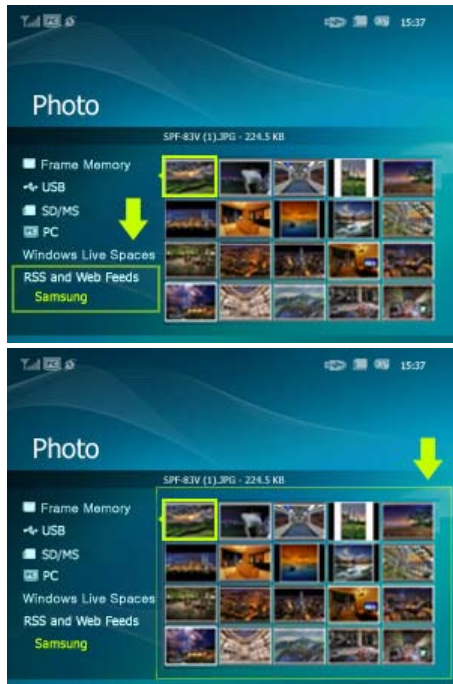 15:37
Photo
SPF-83V (1).JPG - 224.5 KB
Frame Memory
USB
SD/MS
PC
Windows Live Spaces
RSS and Web Feeds
Samsung
15:37
Photo
SPF-83V (1).JPG - 224.5 KB
Frame Memory
USB
SD/MS
PC
Windows Live Spaces
RSS and Web Feeds
Samsung